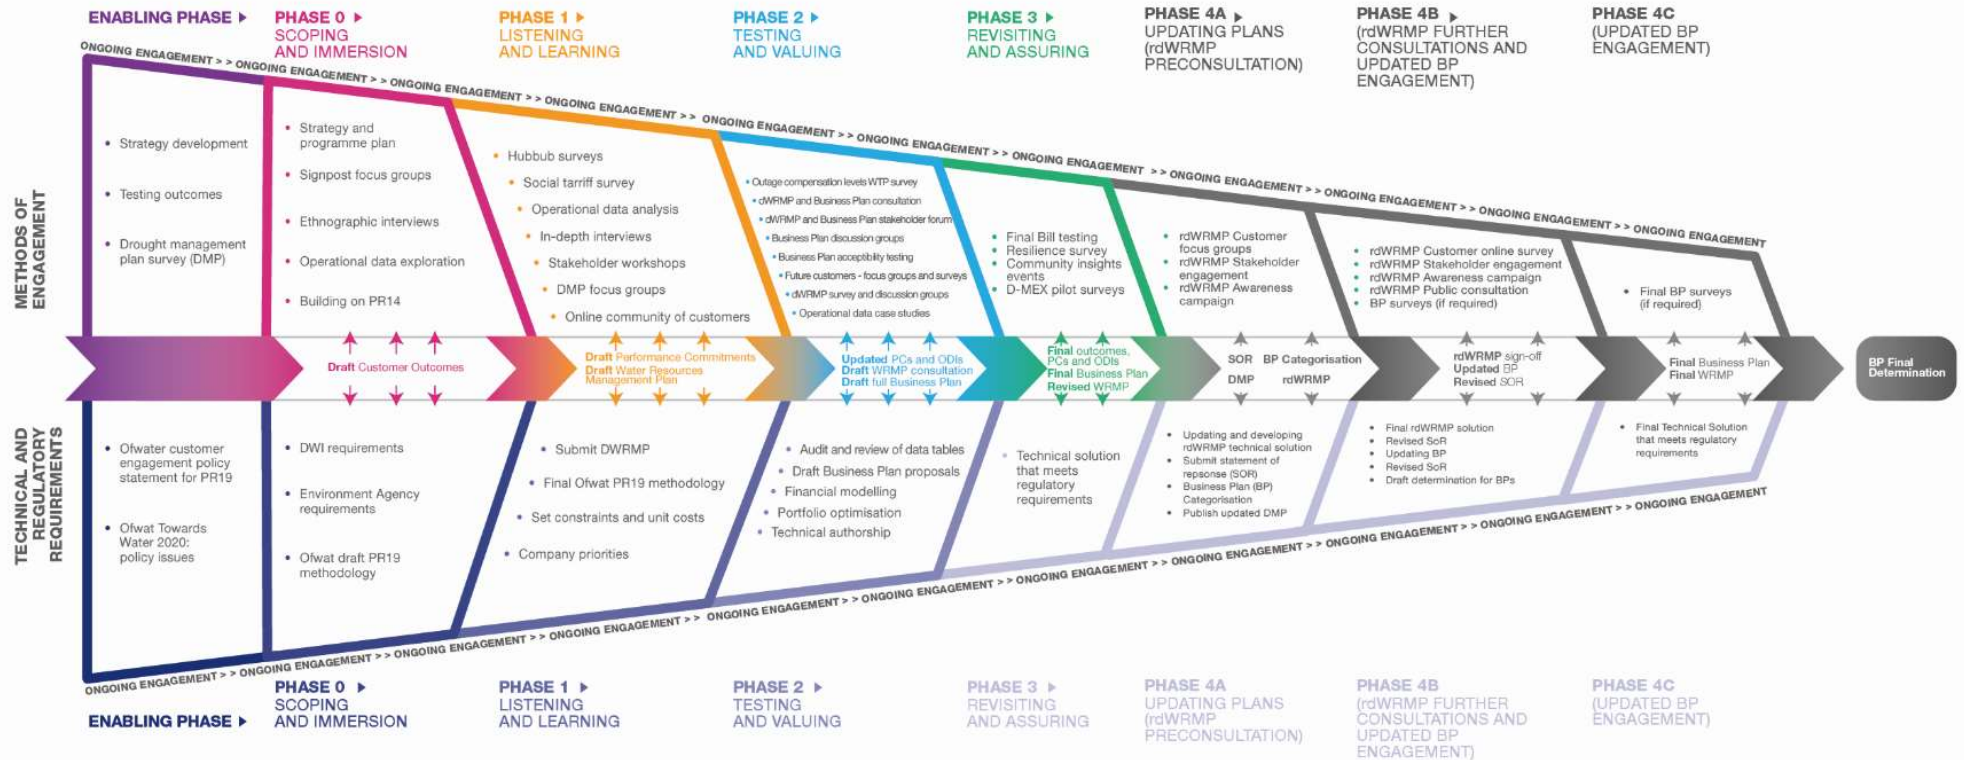 ENABLING PHASE
PHASE 0
SCOPING
AND IMMERSION
PHASE 1
LISTENING
AND LEARNING
PHASE 2
TESTING
AND VALUING
PHASE 3
REVISITING
AND ASSURING
PHASE 4A
UPDATING PLANS
(rdWRMP
PRECONSULTATION)
PHASE 4B
(rdWRMP FURTHER
CONSULTATIONS AND
UPDATED BP
ENGAGEMENT)
PHASE 4C
(UPDATED BP
ENGAGEMENT)
ONGOING ENGAGEMENT > > ONGOING ENGAGEMENT > > ONGOING ENGAGEMENT > > ONGOING ENGAGEMENT > > ONGOING ENGAGEMENT > > ONGOING ENGAGEMENT > > ONGOING ENGAGEMENT > > ONGOING ENGAGEMENT > > ONGOING ENGAGEMENT > > ONGOING ENGAGEMENT > > ONGOING ENGAGEMENT
METHODS OF
ENGAGEMENT
• Strategy development
• Testing outcomes
• Drought management
plan survey (DMP)
• Strategy and
programme plan
• Signpost focus groups
• Ethnographic interviews
• Operational data exploration
• Building on PR14
• Hubbub surveys
• Social tarriff survey
• Operational data analysis
• In-depth interviews
• Stakeholder workshops
• DMP focus groups
• Online community of customers
• Outage compensation levels WTP survey
• dWRMP and Business Plan consultation
• dWRMP and Business Plan stakeholder forum
• Business Plan discussion groups
• Business Plan acceptibility testing
• Future customers - focus groups and surveys
• dWRMP survey and discussion groups
• Operational data case studies
• Final Bill testing
• Resilience survey
• Community insights
events
• D-MEX pilot surveys
• rdWRMP Customer
focus groups
• rdWRMP Stakeholder
engagement
• rdWRMP Awareness
campaign
• rdWRMP Customer online survey
• rdWRMP Stakeholder engagement
• rdWRMP Awareness campaign
• rdWRMP Public consultation
• BP surveys (if required)
• Final BP surveys
(if required)
Draft Customer Outcomes
Draft Performance Commitments
Draft Water Resources
Management Plan
Updated PCs and ODIs
Draft WRMP consultation
Draft full Business Plan
Final outcomes,
PCs and ODIs
Final Business Plan
Revised WRMP
SOR BP Categorisation
DMP rdWRMP
rdWRMP sign-off
Updated BP
Revised SOR
Final Business Plan
Final WRMP
BP Final
Determination
TECHNICAL AND
REGULATORY
REQUIREMENTS
• Ofwater customer
engagement policy
statement for PR19
• Ofwat Towards
Water 2020:
policy issues
• DWI requirements
• Environment Agency
requirements
• Ofwat draft PR19
methodology
• Submit DWRMP
• Final Ofwat PR19 methodology
• Set constraints and unit costs
• Company priorities
• Audit and review of data tables
• Draft Business Plan proposals
• Financial modelling
• Portfolio optimisation
• Technical authorship
• Technical solution
that meets
regulatory
requirements
• Updating and developing
rdWRMP technical solution
• Submit statement of
repsonse (SOR)
• Business Plan (BP)
Categorisation
• Publish updated DMP
• Final rdWRMP solution
• Revised SoR
• Updating BP
• Revised SoR
• Draft determination for BPs
• Final Technical Solution
that meets regulatory
requirements
ONGOING ENGAGEMENT > > ONGOING ENGAGEMENT > > ONGOING ENGAGEMENT > > ONGOING ENGAGEMENT > > ONGOING ENGAGEMENT > > ONGOING ENGAGEMENT > > ONGOING ENGAGEMENT > > ONGOING ENGAGEMENT > > ONGOING ENGAGEMENT > > ONGOING ENGAGEMENT > > ONGOING ENGAGEMENT
ENABLING PHASE
PHASE 0
SCOPING
AND IMMERSION
PHASE 1
LISTENING
AND LEARNING
PHASE 2
TESTING
AND VALUING
PHASE 3
REVISITING
AND ASSURING
PHASE 4A
UPDATING PLANS
(rdWRMP
PRECONSULTATION)
PHASE 4B
(rdWRMP FURTHER
CONSULTATIONS AND
UPDATED BP
ENGAGEMENT)
PHASE 4C
(UPDATED BP
ENGAGEMENT)